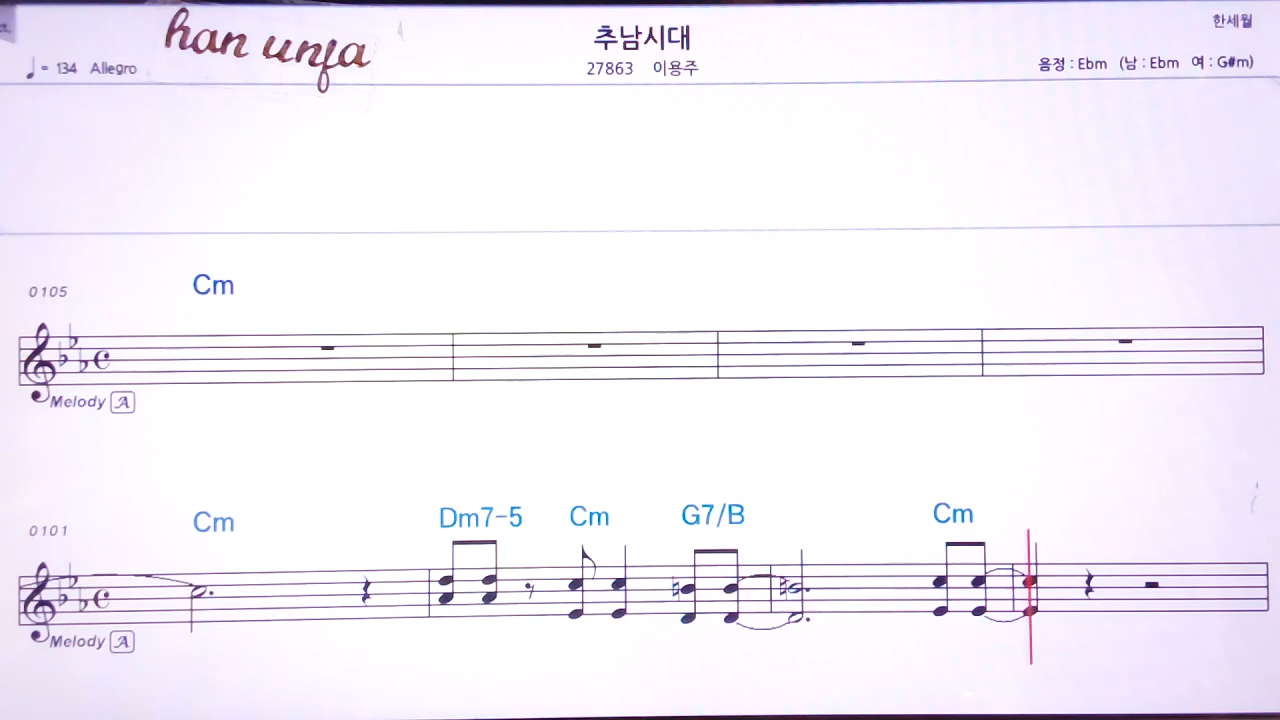 han unfa
추남시대
한세월
♩= 134 Allegro
27863 이용주
음정 : Ebm (남 : Ebm 여 : G#m)
0105
Cm
Melody A
0101
Cm Dm7-5 Cm G7/B Cm
Melody A